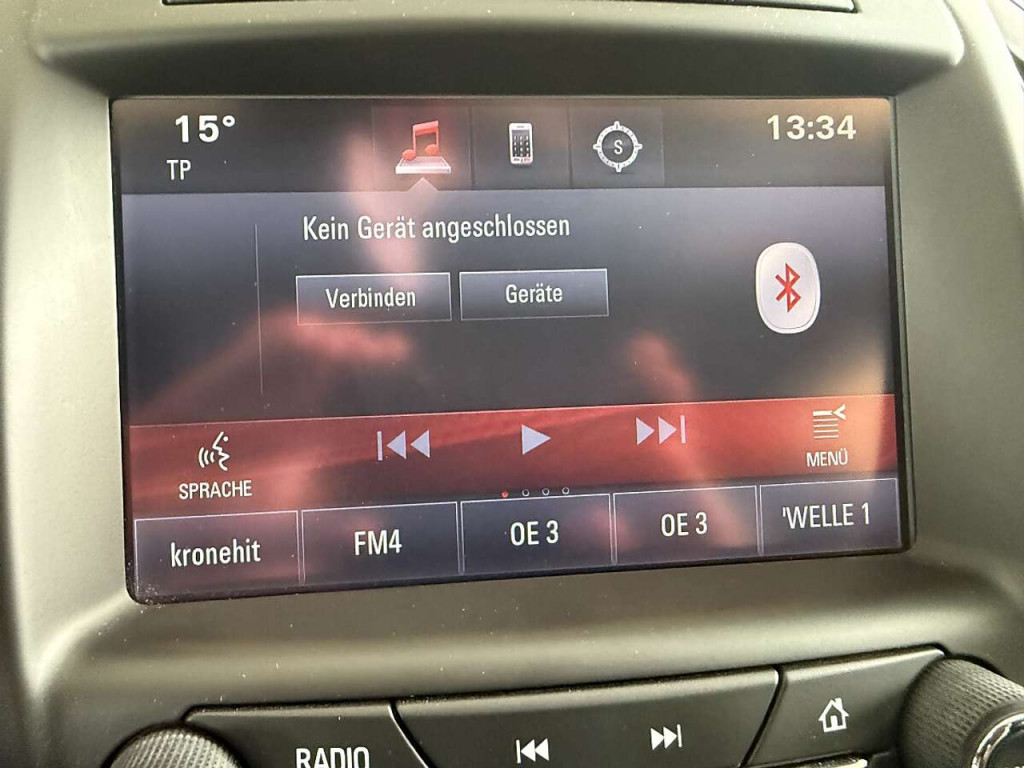 15° 13:34
TP
S
Kein Gerät angeschlossen
Verbinden Geräte
SPRACHE MENÜ
kronehit FM4 OE 3 OE 3 'WELLE 1
RADIO